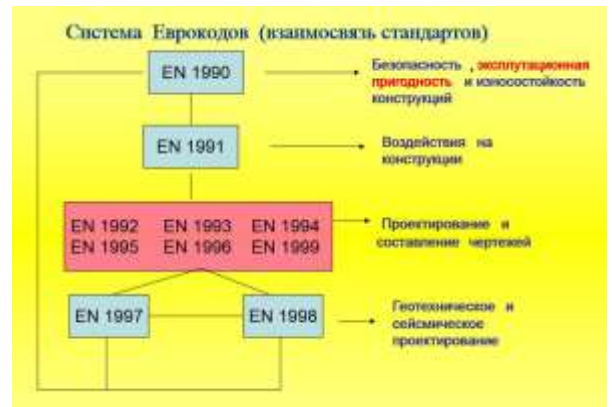 Система Еврокодов (взаимосвязь стандартов)
EN 1990
Безопасность , эксплутационная
пригодность и износостойкость
конструкций
EN 1991
Воздействия на
конструкции
EN 1992 EN 1993 EN 1994
EN 1995 EN 1996 EN 1999
Проектирование и
составление чертежей
EN 1997
EN 1998
Геотехническое и
сейсмическое
проектирование